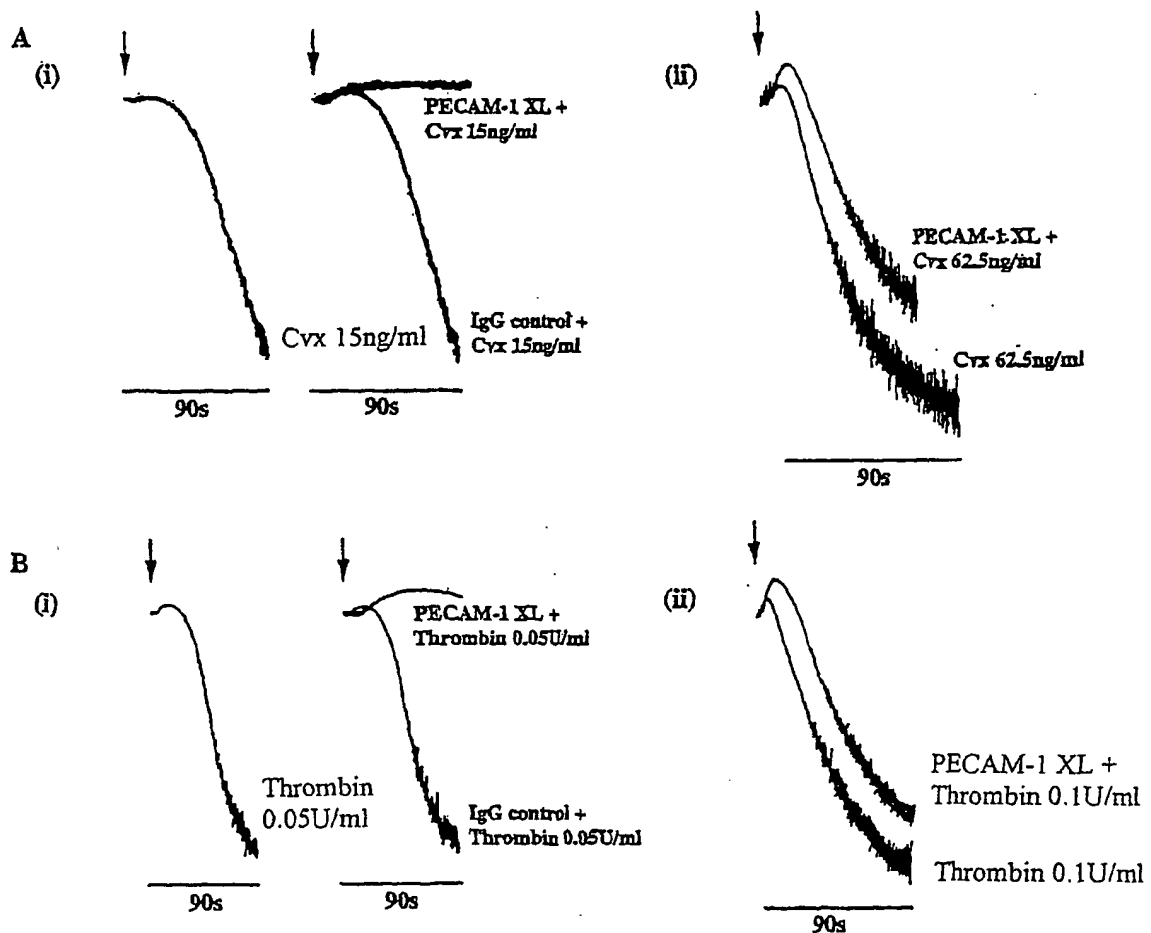 A
(i)
PECAM-1 XL +
Cvx 15ng/ml
Cvx 15ng/ml
IgG control +
Cvx 15ng/ml
90s
90s
(ii)
PECAM-1 XL +
Cvx 62.5ng/ml
Cvx 62.5ng/ml
90s
B
(i)
PECAM-1 XL +
Thrombin 0.05U/ml
Thrombin
0.05U/ml
IgG control +
Thrombin 0.05U/ml
90s
90s
(ii)
PECAM-1 XL +
Thrombin 0.1U/ml
Thrombin 0.1U/ml
90s